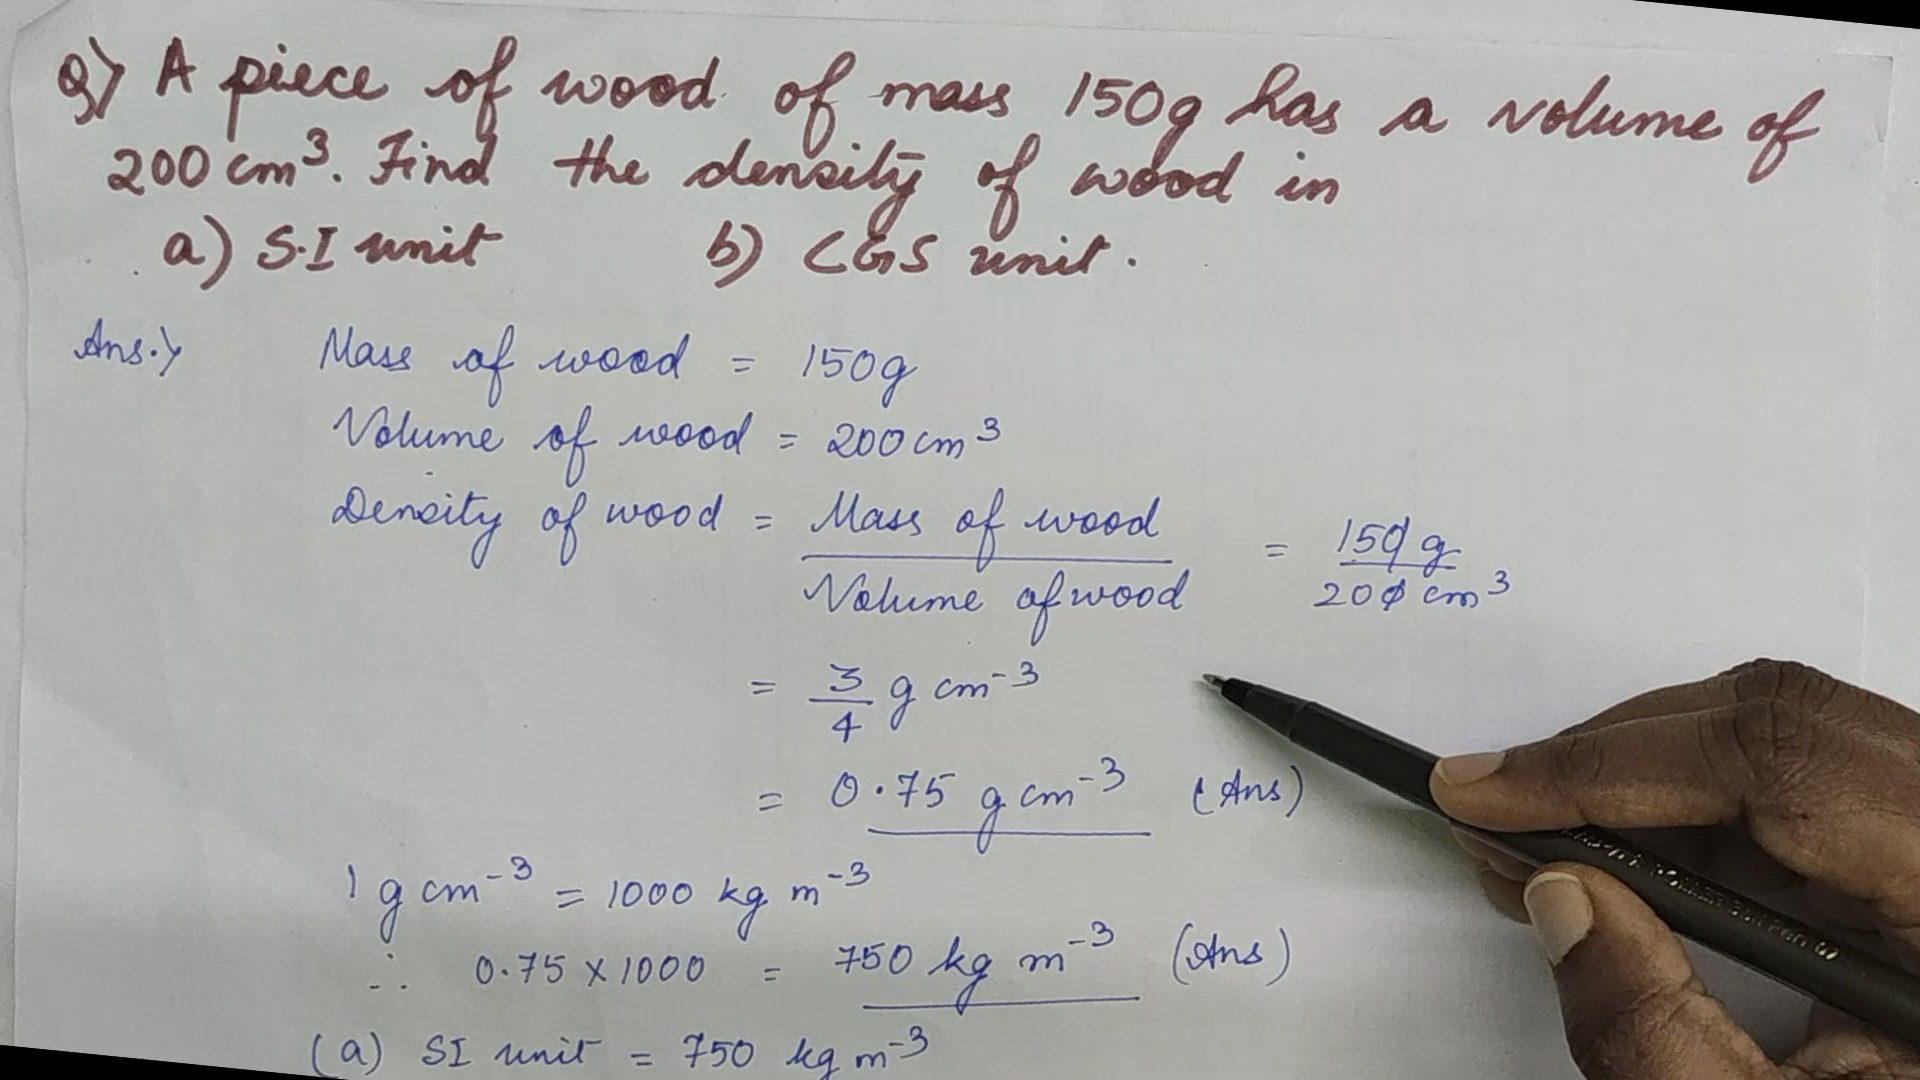 Q) A piece of wood of mass 150g has a volume of
200 cm³. Find the density of wood in
a) S.I unit b) CGS unit.
Ans.) Mass of wood = 150g
Volume of wood = 200 cm³
Density of wood = Mass of wood / Volume of wood = 150 g / 200 cm³
= 3/4 g cm⁻³
= 0.75 g cm⁻³ (Ans)
1 g cm⁻³ = 1000 kg m⁻³
∴ 0.75 × 1000 = 750 kg m⁻³ (Ans)
(a) SI unit = 750 kg m⁻³